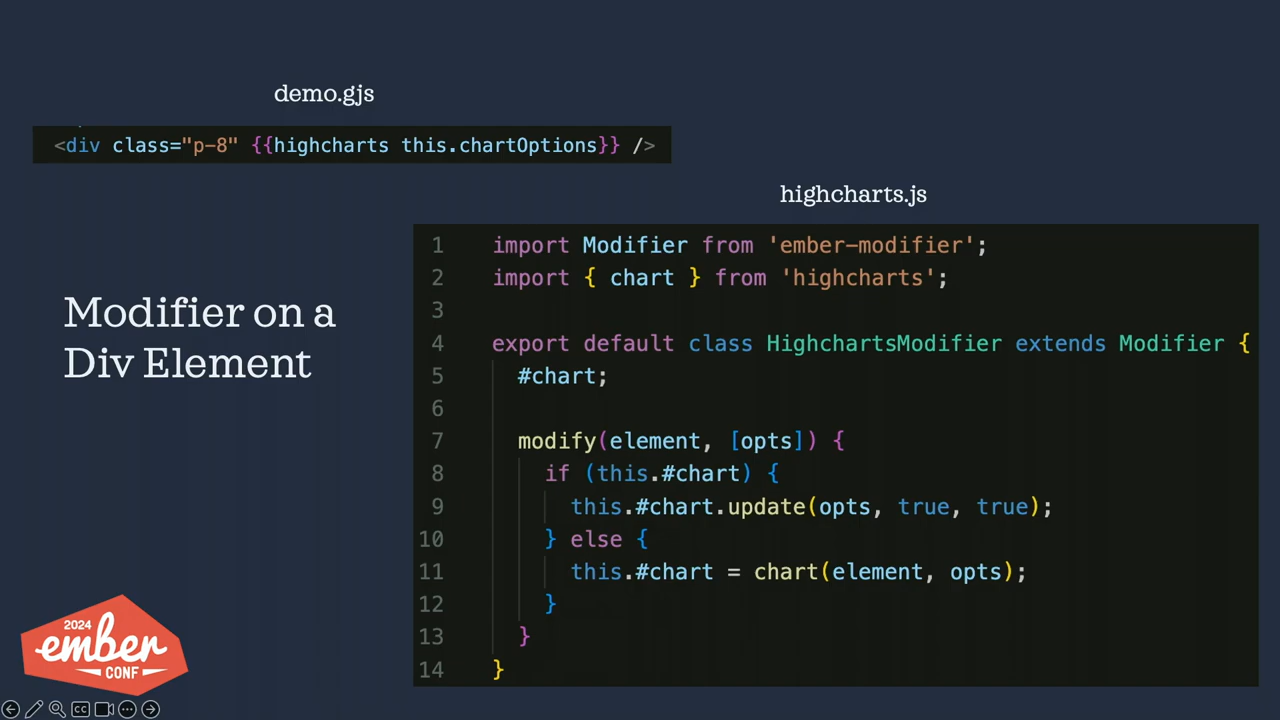 demo.gjs
<div class="p-8" {{highcharts this.chartOptions}} />
highcharts.js
Modifier on a
Div Element
1 import Modifier from 'ember-modifier';
2 import { chart } from 'highcharts';
3
4 export default class HighchartsModifier extends Modifier {
5 #chart;
6
7 modify(element, [opts]) {
8 if (this.#chart) {
9 this.#chart.update(opts, true, true);
10 } else {
11 this.#chart = chart(element, opts);
12 }
13 }
14 }
2024
ember
CONF
CC